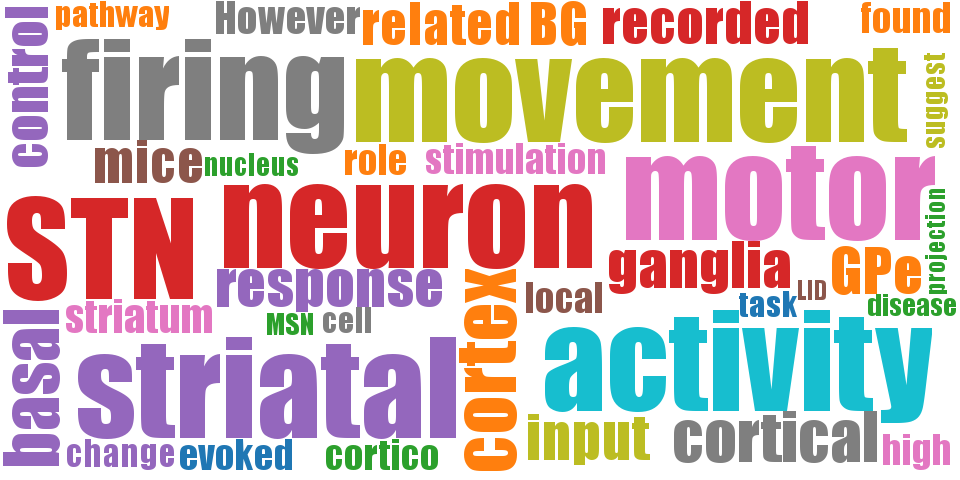 pathway
However
related
BG
recorded
found
control
firing
movement
suggest
mice
nucleus
role
stimulation
motor
STN
neuron
projection
response
cortex
ganglia
GPe
striatum
MSN
cell
local
task
LID
disease
basal
striatal
activity
change
evoked
cortico
input
cortical
high